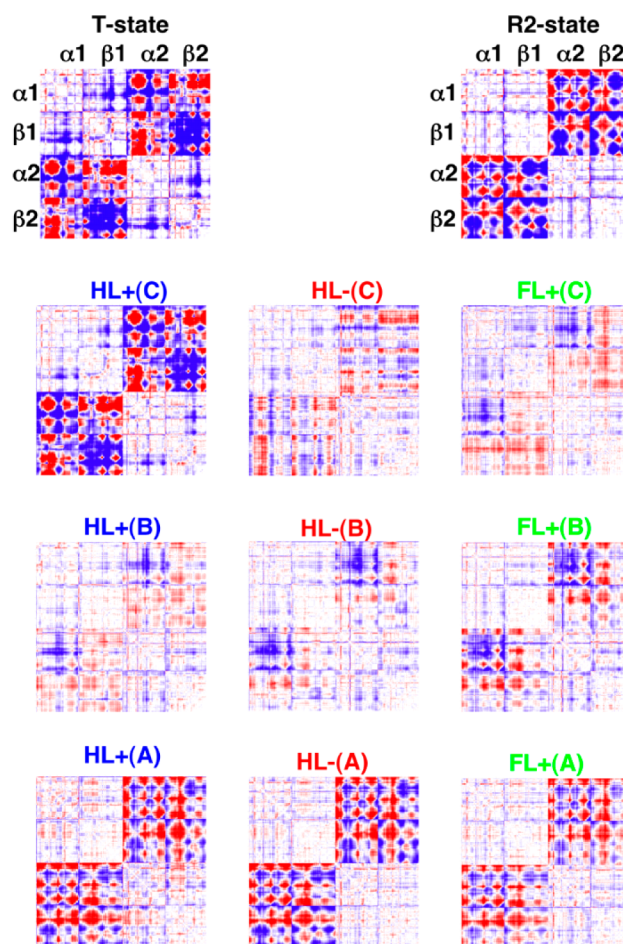 T-state R2-state
α1 β1 α2 β2 α1 β1 α2 β2
α1 α1
β1 β1
α2 α2
β2 β2
HL+(C) HL-(C) FL+(C)
HL+(B) HL-(B) FL+(B)
HL+(A) HL-(A) FL+(A)